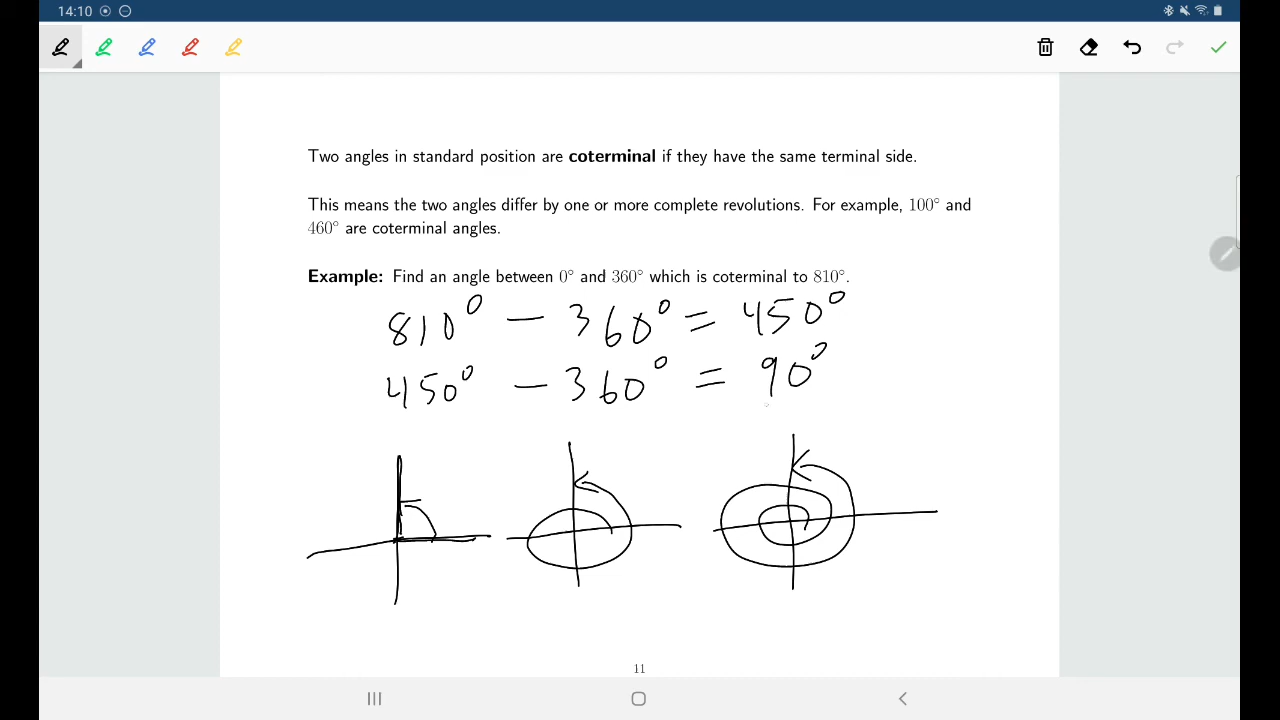 14:10
Two angles in standard position are coterminal if they have the same terminal side.
This means the two angles differ by one or more complete revolutions. For example, 100° and
460° are coterminal angles.
Example: Find an angle between 0° and 360° which is coterminal to 810°.
810° – 360° = 450°
450° – 360° = 90°
11